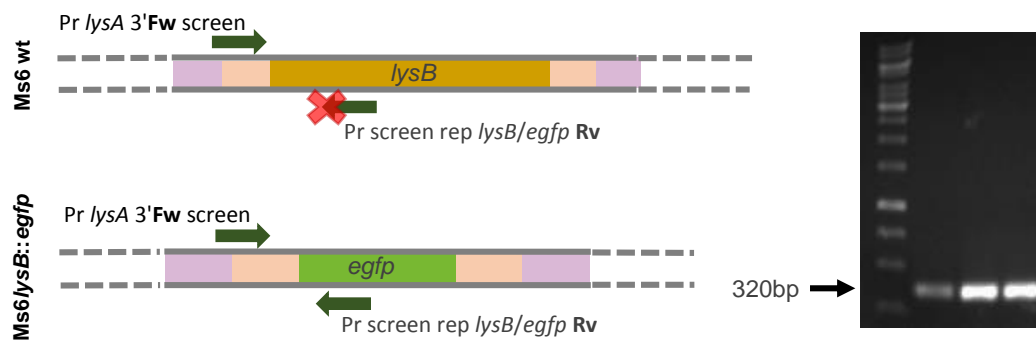 Ms6 wt
Pr lysA 3'Fw screen
lysB
Pr screen rep lysB/egfp Rv
Ms6lysB::egfp
Pr lysA 3'Fw screen
egfp
Pr screen rep lysB/egfp Rv
320bp